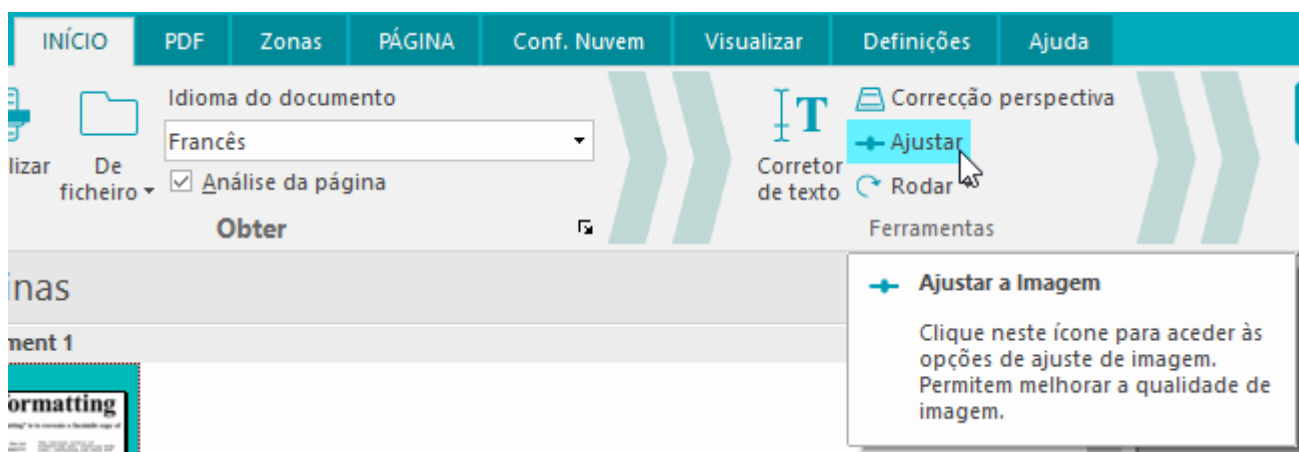 INÍCIO PDF Zonas PÁGINA Conf. Nuvem Visualizar Definições Ajuda
Idioma do documento
Francês
lizar
De
ficheiro
Análise da página
Obter
Corretor
de texto
Correcção perspectiva
Ajustar
Rodar
Ferramentas
inas
ment 1
ormatting
Ajustar a Imagem
Clique neste ícone para aceder às
opções de ajuste de imagem.
Permitem melhorar a qualidade de
imagem.